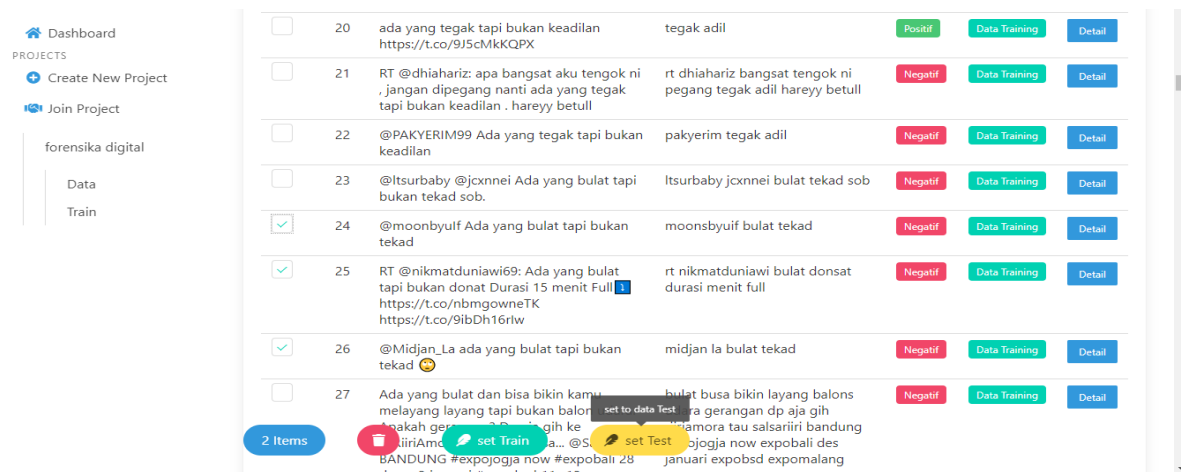 Dashboard
PROJECTS
Create New Project
Join Project
forensika digital
Data
Train
20 ada yang tegak tapi bukan keadilan tegak adil Positif Data Training Detail
https://t.co/9J5cMkKQPX
21 RT @dhiahariz: apa bangsat aku tengok ni rt dhiahariz bangsat tengok ni Negatif Data Training Detail
, jangan dipegang nanti ada yang tegak pegang tegak adil hareyy betull
tapi bukan keadilan . hareyy betull
22 @PAKYERIM99 Ada yang tegak tapi bukan pakyerim tegak adil Negatif Data Training Detail
keadilan
23 @ltsurbaby @jcxnnei Ada yang bulat tapi ltsurbaby jcxnnei bulat tekad sob Negatif Data Training Detail
bukan tekad sob.
24 @moonbyulf Ada yang bulat tapi bukan moonsbyuif bulat tekad Negatif Data Training Detail
tekad
25 RT @nikmatduniawi69: Ada yang bulat rt nikmatduniawi bulat donsat Negatif Data Training Detail
tapi bukan donat Durasi 15 menit Full durasi menit full
https://t.co/nbmgowneTK
https://t.co/9ibDh16rIw
26 @Midjan_La ada yang bulat tapi bukan midjan la bulat tekad Negatif Data Training Detail
tekad 🙄
27 Ada yang bulat dan bisa bikin kamu bulat busa bikin layang balons Negatif Data Training Detail
melayang layang tapi bukan balon set to data Test gerangan dp aja gih
gih ke tau salsariiri bandung
2 Items set Train set Test now expobali des
BANDUNG #expojogja now #expobali 28 januari expobsd expomalang